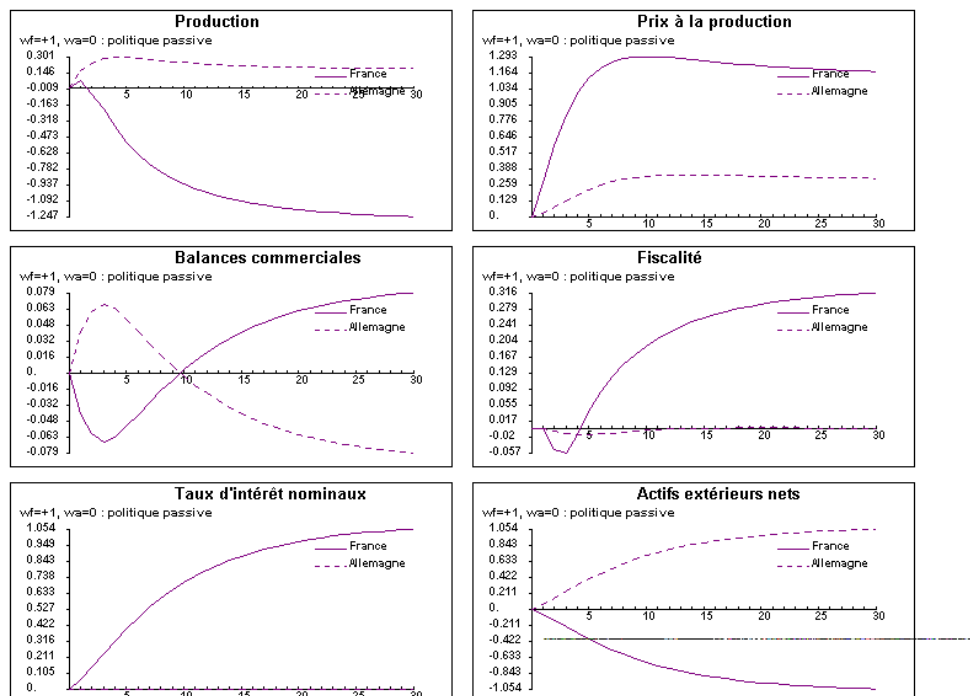 Production
wf=+1, wa=0 : politique passive
0.301
0.146
-0.009
-0.163
-0.318
-0.473
-0.628
-0.782
-0.937
-1.092
-1.247
France
Allemagne
5 10 15 20 25 30
Prix à la production
wf=+1, wa=0 : politique passive
1.293
1.164
1.034
0.905
0.776
0.646
0.517
0.388
0.259
0.129
0.
France
Allemagne
5 10 15 20 25 30
Balances commerciales
wf=+1, wa=0 : politique passive
0.079
0.063
0.048
0.032
0.016
0.
-0.016
-0.032
-0.048
-0.063
-0.079
France
Allemagne
5 10 15 20 25 30
Fiscalité
wf=+1, wa=0 : politique passive
0.316
0.279
0.241
0.204
0.167
0.129
0.092
0.055
0.017
-0.02
-0.057
France
Allemagne
5 10 15 20 25 30
Taux d'intérêt nominaux
wf=+1, wa=0 : politique passive
1.054
0.949
0.843
0.738
0.633
0.527
0.422
0.316
0.211
0.105
0.
France
Allemagne
5 10 15 20 25 30
Actifs extérieurs nets
wf=+1, wa=0 : politique passive
1.054
0.843
0.633
0.422
0.211
0.
-0.211
-0.422
-0.633
-0.843
-1.054
France
Allemagne
5 10 15 20 25 30